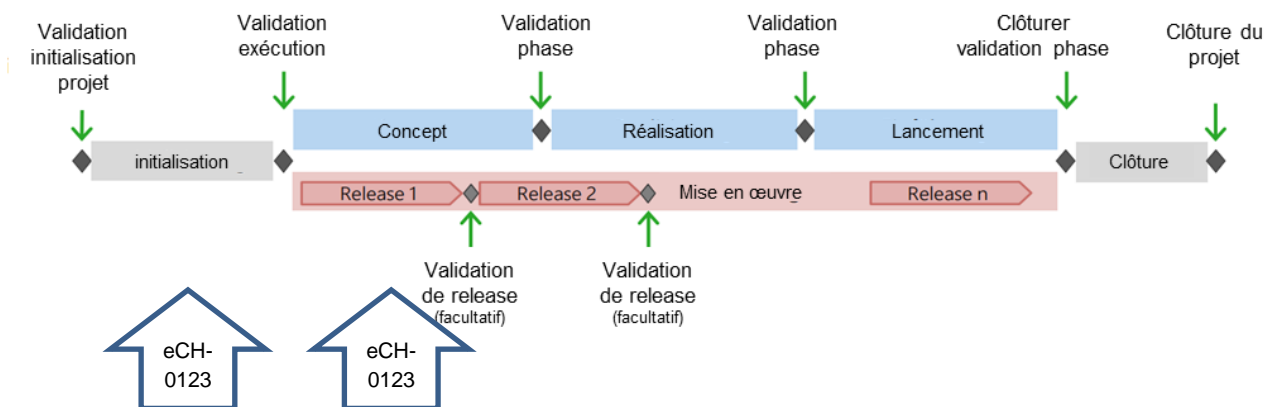 Validation
initialisation
projet
Validation
exécution
Validation
phase
Validation
phase
Clôturer
validation phase
Clôture du
projet
Concept
Réalisation
Lancement
initialisation
Clôture
Release 1
Release 2
Mise en œuvre
Release n
Validation
de release
(facultatif)
Validation
de release
(facultatif)
eCH-
0123
eCH-
0123